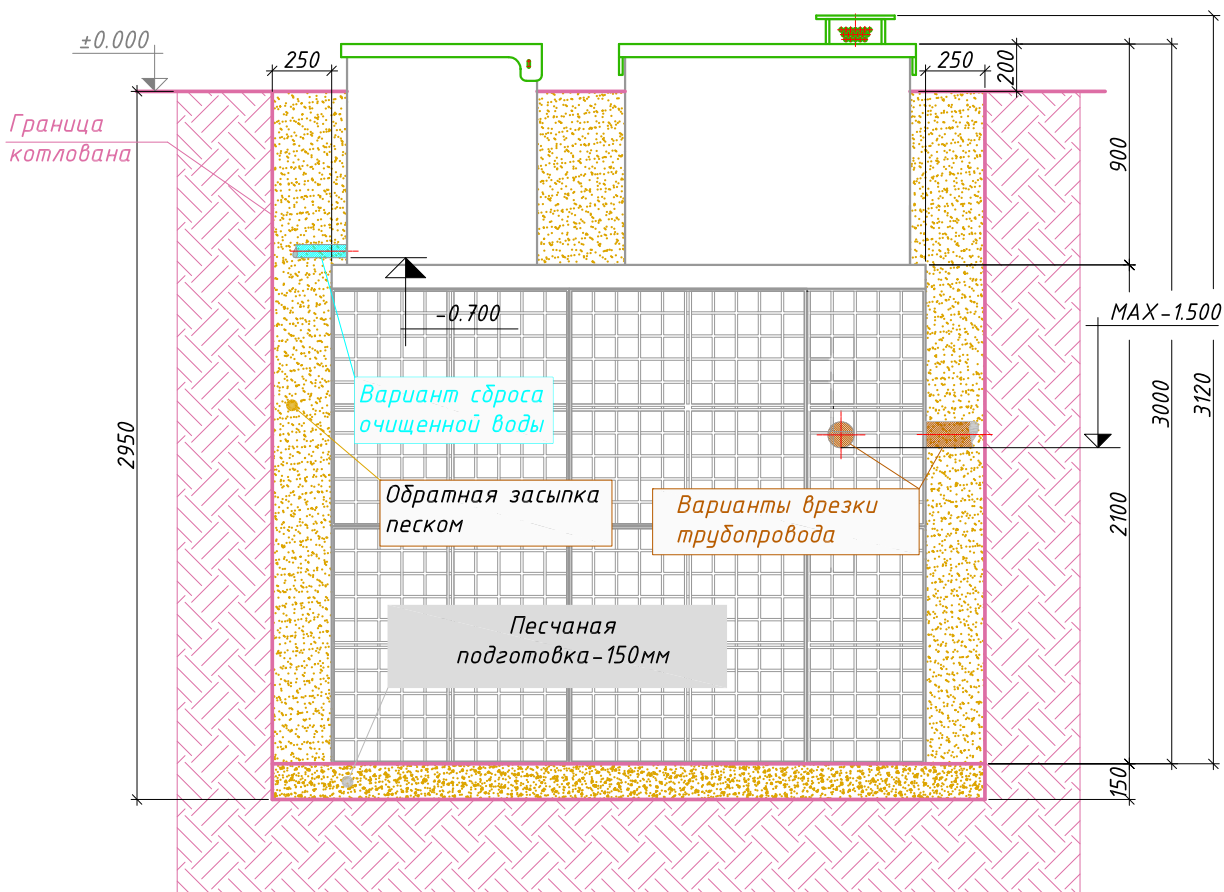 ±0.000
250
250
200
Граница
котлована
900
-0.700
MAX-1.500
3000
3120
Вариант сброса
очищенной воды
2950
Обратная засыпка
песком
Варианты врезки
трубопровода
2100
Песчаная
подготовка-150мм
150